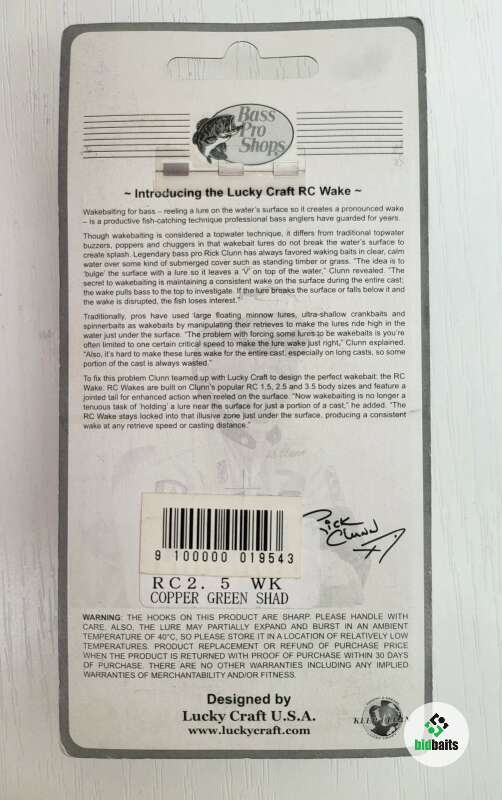 Bass
Pro
Shops
~ Introducing the Lucky Craft RC Wake ~
Wakebaiting for bass – reeling a lure on the water's surface so it creates a pronounced wake
– is a productive fish-catching technique professional bass anglers have guarded for years.
Though wakebaiting is considered a topwater technique, it differs from traditional topwater
buzzers, poppers and chuggers in that wakebait lures do not break the water's surface to
create splash. Legendary bass pro Rick Clunn has always favored waking baits in clear, calm
water over some kind of submerged cover such as standing timber or grass. "The idea is to
'bulge' the surface with a lure so it leaves a 'V' on top of the water," Clunn revealed. "The
secret to wakebaiting is maintaining a consistent wake on the surface during the entire cast;
the wake pulls bass to the top to investigate. If the lure breaks the surface or falls below it and
the wake is disrupted, the fish loses interest."
Traditionally, pros have used large floating minnow lures, ultra-shallow crankbaits and
spinnerbaits as wakebaits by manipulating their retrieves to make the lures ride high in the
water just under the surface. "The problem with forcing some lures to be wakebaits is you're
often limited to one certain critical speed to make the lure wake just right," Clunn explained.
"Also, it's hard to make these lures wake for the entire cast, especially on long casts, so some
portion of the cast is always wasted."
To fix this problem Clunn teamed up with Lucky Craft to design the perfect wakebait: the RC
Wake. RC Wakes are built on Clunn's popular RC 1.5, 2.5 and 3.5 body sizes and feature a
jointed tail for enhanced action when reeled on the surface. "Now wakebaiting is no longer a
tenuous task of 'holding' a lure near the surface for just a portion of a cast," he added. "The
RC Wake stays locked into that illusive zone just under the surface, producing a consistent
wake at any retrieve speed or casting distance."
9 100000 019543
Rick
Clunn
RC2. 5 WK
COPPER GREEN SHAD
WARNING: THE HOOKS ON THIS PRODUCT ARE SHARP. PLEASE HANDLE WITH
CARE. ALSO, THE LURE MAY PARTIALLY EXPAND AND BURST IN AN AMBIENT
TEMPERATURE OF 40°C, SO PLEASE STORE IT IN A LOCATION OF RELATIVELY LOW
TEMPERATURES. PRODUCT REPLACEMENT OR REFUND OF PURCHASE PRICE
WHEN THE PRODUCT IS RETURNED WITH PROOF OF PURCHASE WITHIN 30 DAYS
OF PURCHASE. THERE ARE NO OTHER WARRANTIES INCLUDING ANY IMPLIED
WARRANTIES OF MERCHANTABILITY AND/OR FITNESS.
Designed by
Lucky Craft U.S.A.
www.luckycraft.com
bidbaits